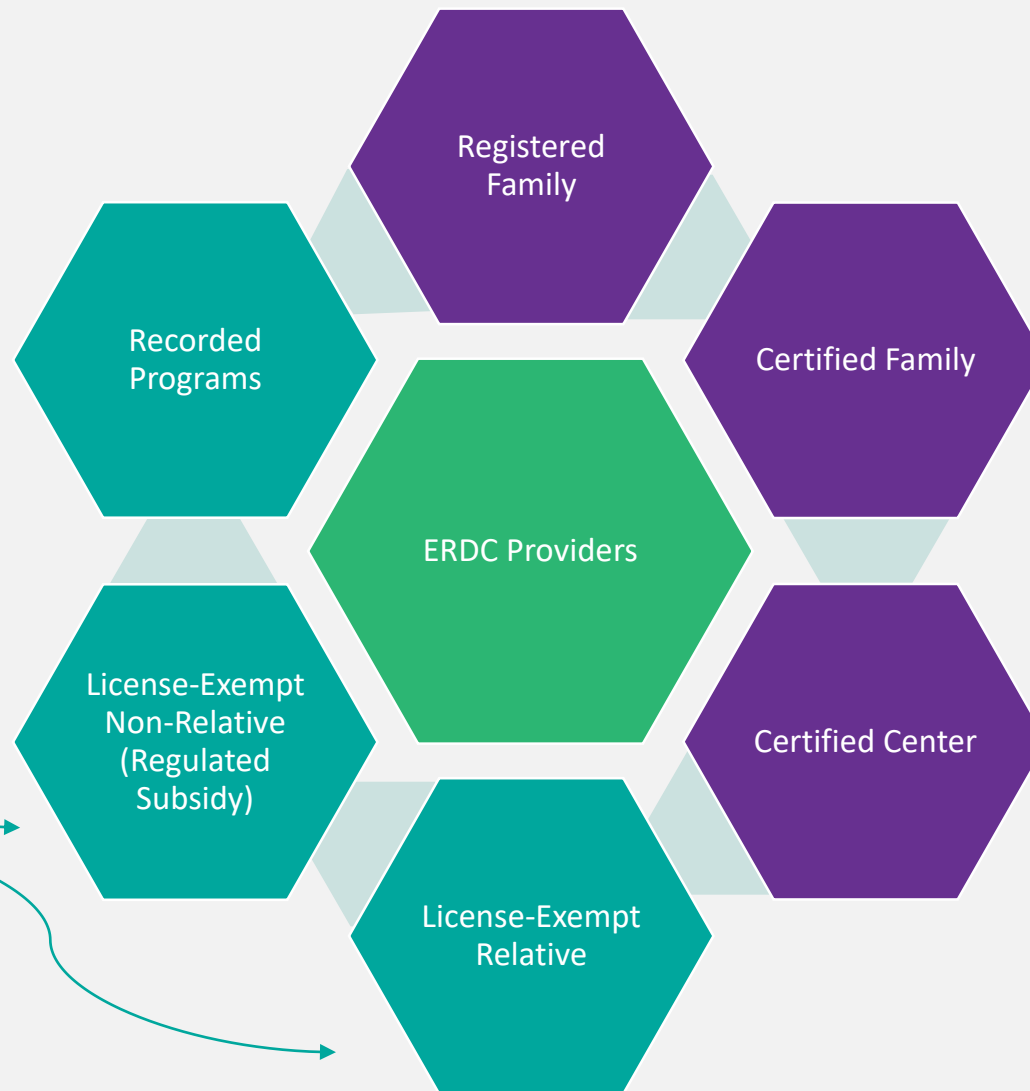 Registered
Family
Recorded
Programs
Certified Family
ERDC Providers
License-Exempt
Non-Relative
(Regulated
Subsidy)
Certified Center
License-Exempt
Relative